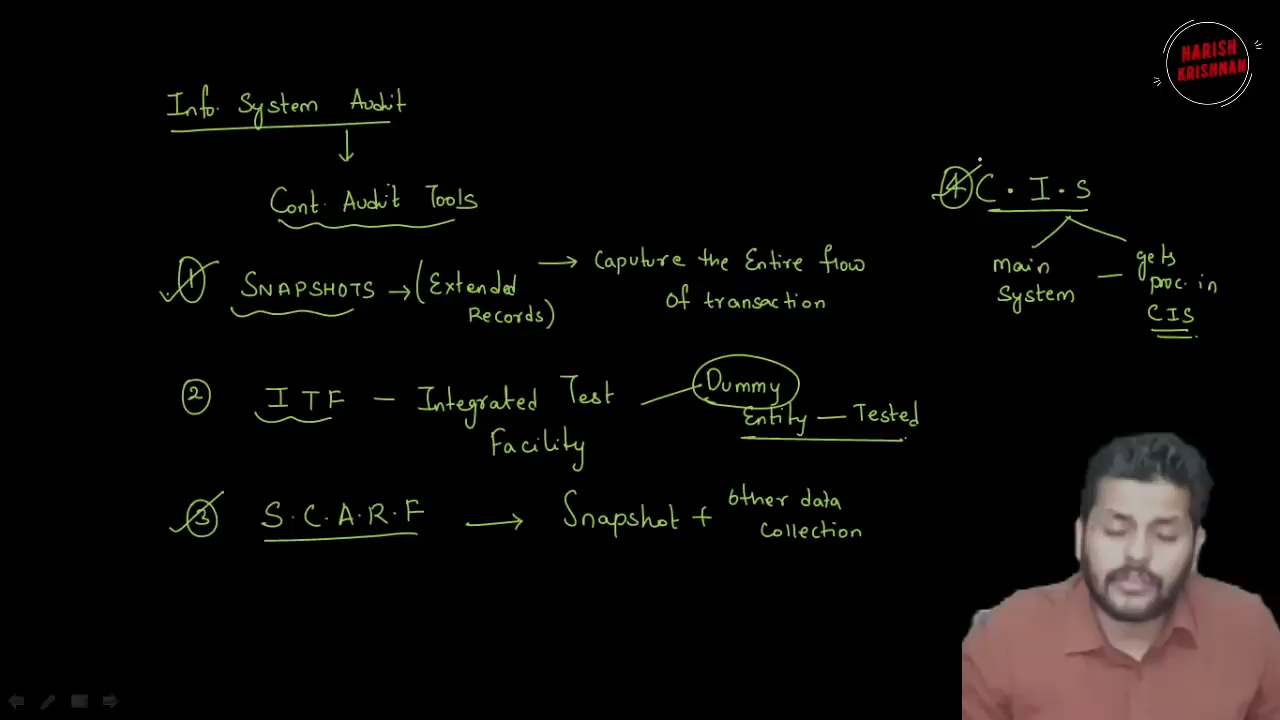 Info. System Audit
Cont. Audit Tools
① SNAPSHOTS → (Extended Records) → Caputure the Entire flow of transaction
② ITF — Integrated Test Facility
Dummy
Entity — Tested
③ S.C.A.R.F → Snapshot + other data collection
④ C.I.S
main System — gets proc. in CIS
HARISH
KRISHNAN